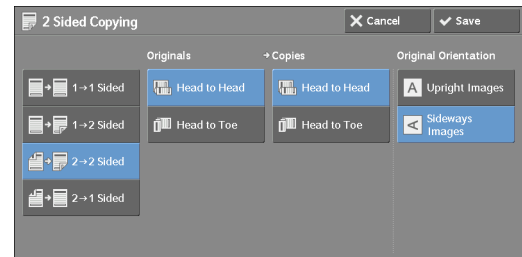 2 Sided Copying
Cancel
Save
Originals
→Copies
Original Orientation
1→1 Sided
Head to Head
Head to Head
A Upright Images
1→2 Sided
Head to Toe
Head to Toe
A Sideways
Images
2→2 Sided
2→1 Sided